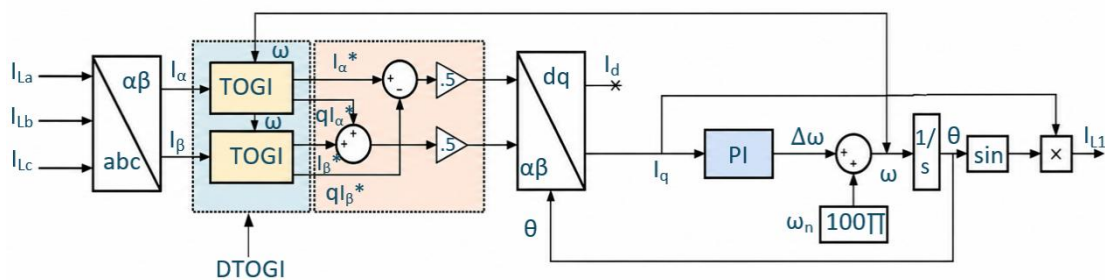 I_La
I_Lb
I_Lc
αβ
abc
I_α
I_β
ω
TOGI
ω
TOGI
DTOGI
I_α*
qI_α*
I_β*
qI_β*
+
-
+
+
.5
.5
dq
αβ
I_d
×
θ
I_q
PI
Δω
+
+
ω
ω_n
100∏
1/
s
θ
sin
×
I_L1